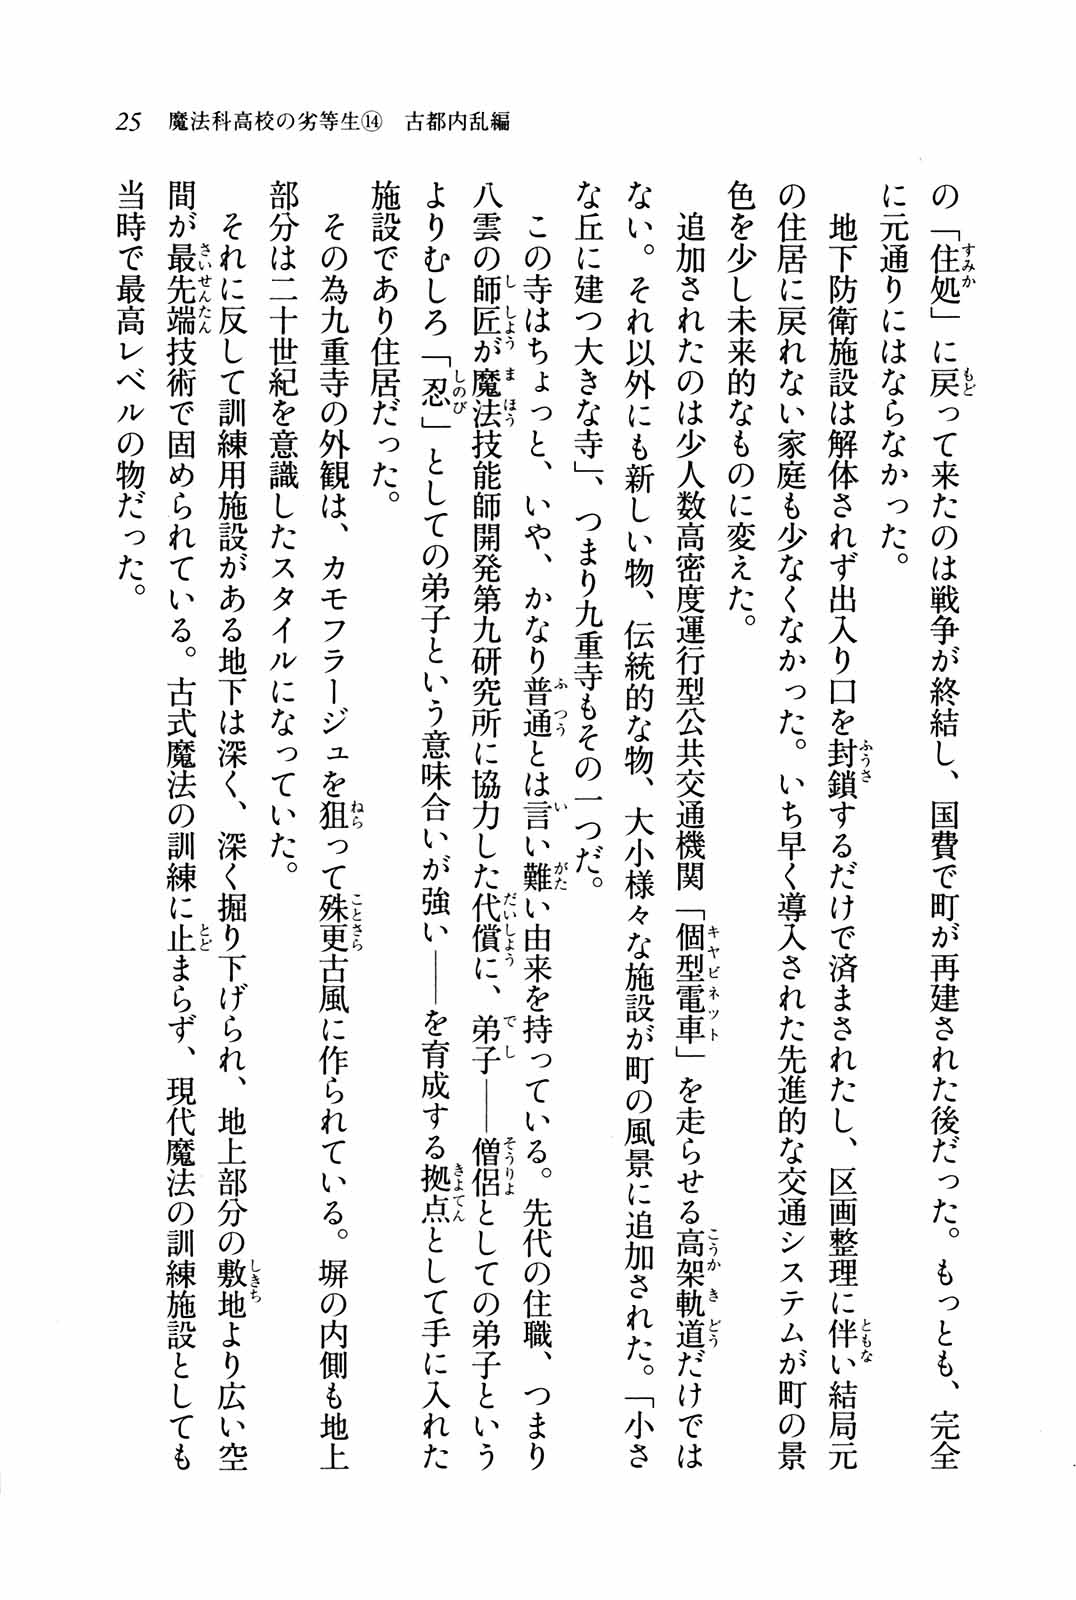 25　魔法科高校の劣等生⑭　古都内乱編
の「住処」に戻って来たのは戦争が終結し、国費で町が再建された後だった。もっとも、完全
に元通りにはならなかった。
　地下防衛施設は解体されず出入り口を封鎖するだけで済まされたし、区画整理に伴い結局元
の住居に戻れない家庭も少なくなかった。いち早く導入された先進的な交通システムが町の景
色を少し未来的なものに変えた。
　追加されたのは少人数高密度運行型公共交通機関「個型電車」を走らせる高架軌道だけでは
ない。それ以外にも新しい物、伝統的な物、大小様々な施設が町の風景に追加された。「小さ
な丘に建つ大きな寺」、つまり九重寺もその一つだ。
　この寺はちょっと、いや、かなり普通とは言い難い由来を持っている。先代の住職、つまり
八雲の師匠が魔法技能師開発第九研究所に協力した代償に、弟子――僧侶としての弟子という
よりむしろ「忍」としての弟子という意味合いが強い――を育成する拠点として手に入れた
施設であり住居だった。
　その為九重寺の外観は、カモフラージュを狙って殊更古風に作られている。塀の内側も地上
部分は二十世紀を意識したスタイルになっていた。
　それに反して訓練用施設がある地下は深く、深く掘り下げられ、地上部分の敷地より広い空
間が最先端技術で固められている。古式魔法の訓練に止まらず、現代魔法の訓練施設としても
当時で最高レベルの物だった。